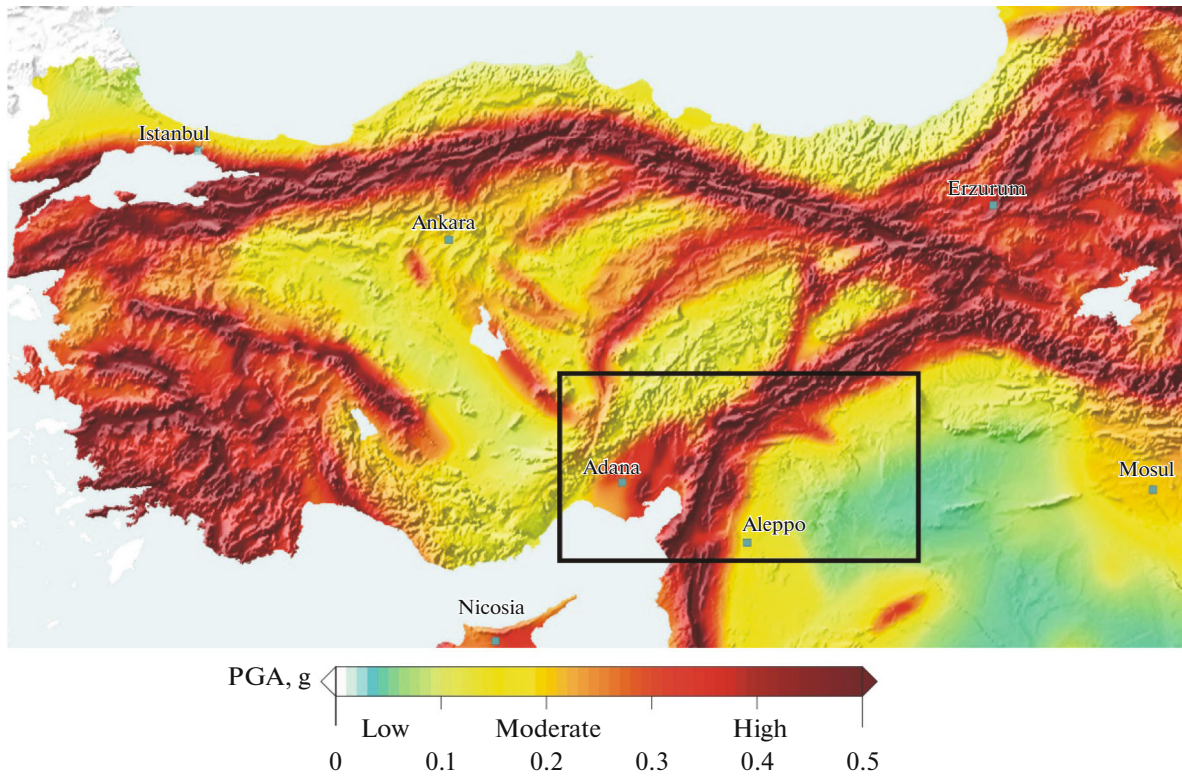 Istanbul
Erzurum
Ankara
Adana
Mosul
Aleppo
Nicosia
PGA, g
Low Moderate High
0 0.1 0.2 0.3 0.4 0.5